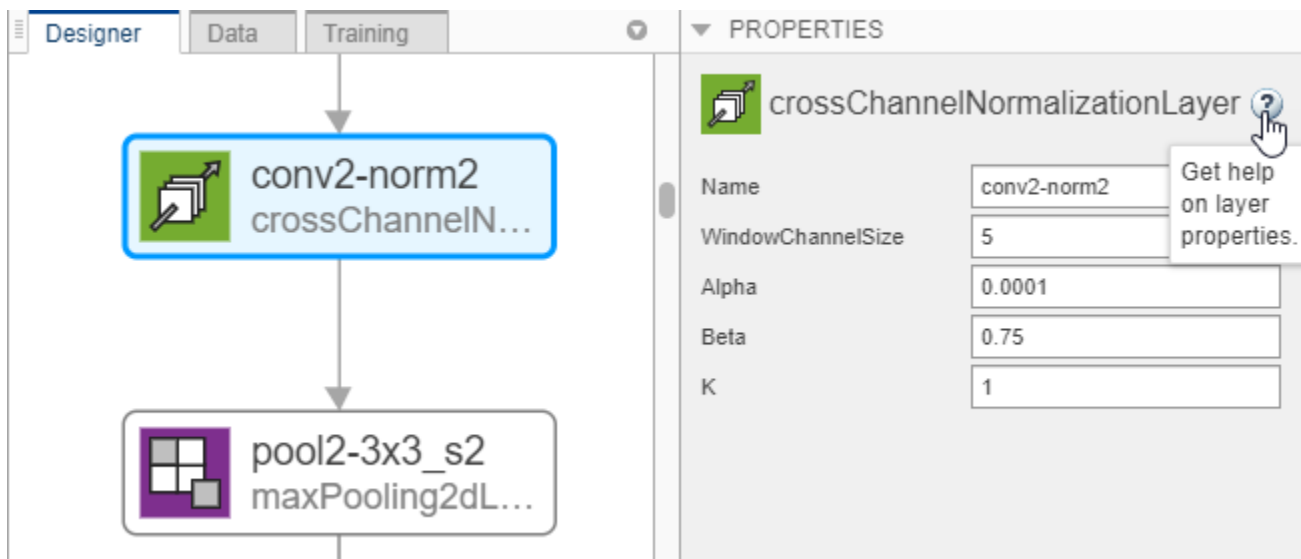 Designer
Data
Training
conv2-norm2
crossChannelN...
pool2-3x3_s2
maxPooling2dL...
PROPERTIES
crossChannelNormalizationLayer
Get help
on layer
properties.
Name conv2-norm2
WindowChannelSize 5
Alpha 0.0001
Beta 0.75
K 1